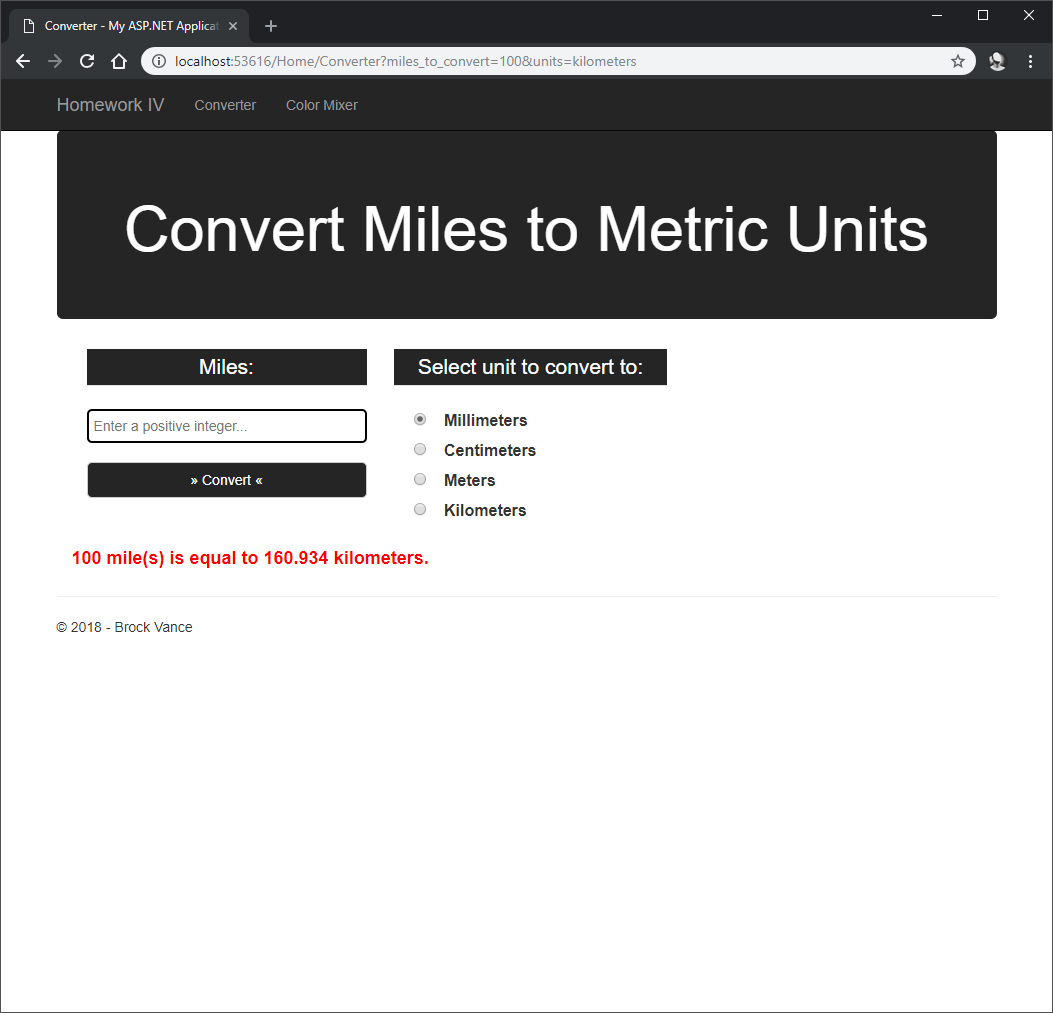 Converter - My ASP.NET Applicat
localhost:53616/Home/Converter?miles_to_convert=100&units=kilometers
Homework IV Converter Color Mixer
Convert Miles to Metric Units
Miles:
Select unit to convert to:
Enter a positive integer...
» Convert «
Millimeters
Centimeters
Meters
Kilometers
100 mile(s) is equal to 160.934 kilometers.
© 2018 - Brock Vance